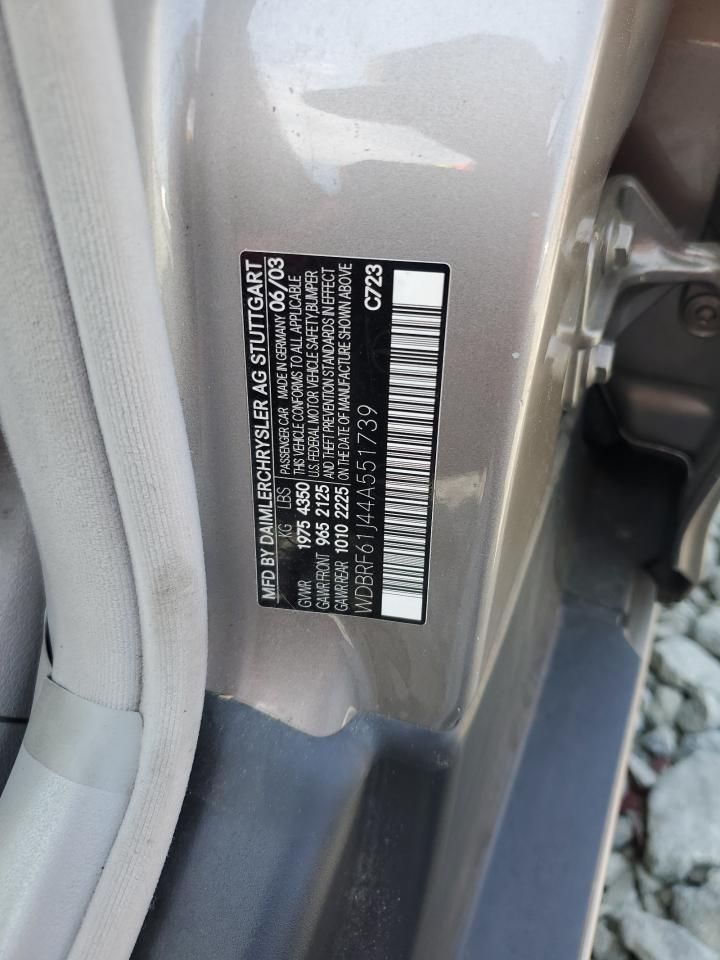 MFD BY DAIMLERCHRYSLER AG STUTTGART
KG LBS PASSENGER CAR MADE IN GERMANY 06/03
GVWR 1975 4350 THIS VEHICLE CONFORMS TO ALL APPLICABLE
U.S. FEDERAL MOTOR VEHICLE SAFETY,BUMPER
GAWR FRONT 965 2125 AND THEFT PREVENTION STANDARDS IN EFFECT
GAWR REAR 1010 2225 ON THE DATE OF MANUFACTURE SHOWN ABOVE
WDBRF61J44A551739 C723